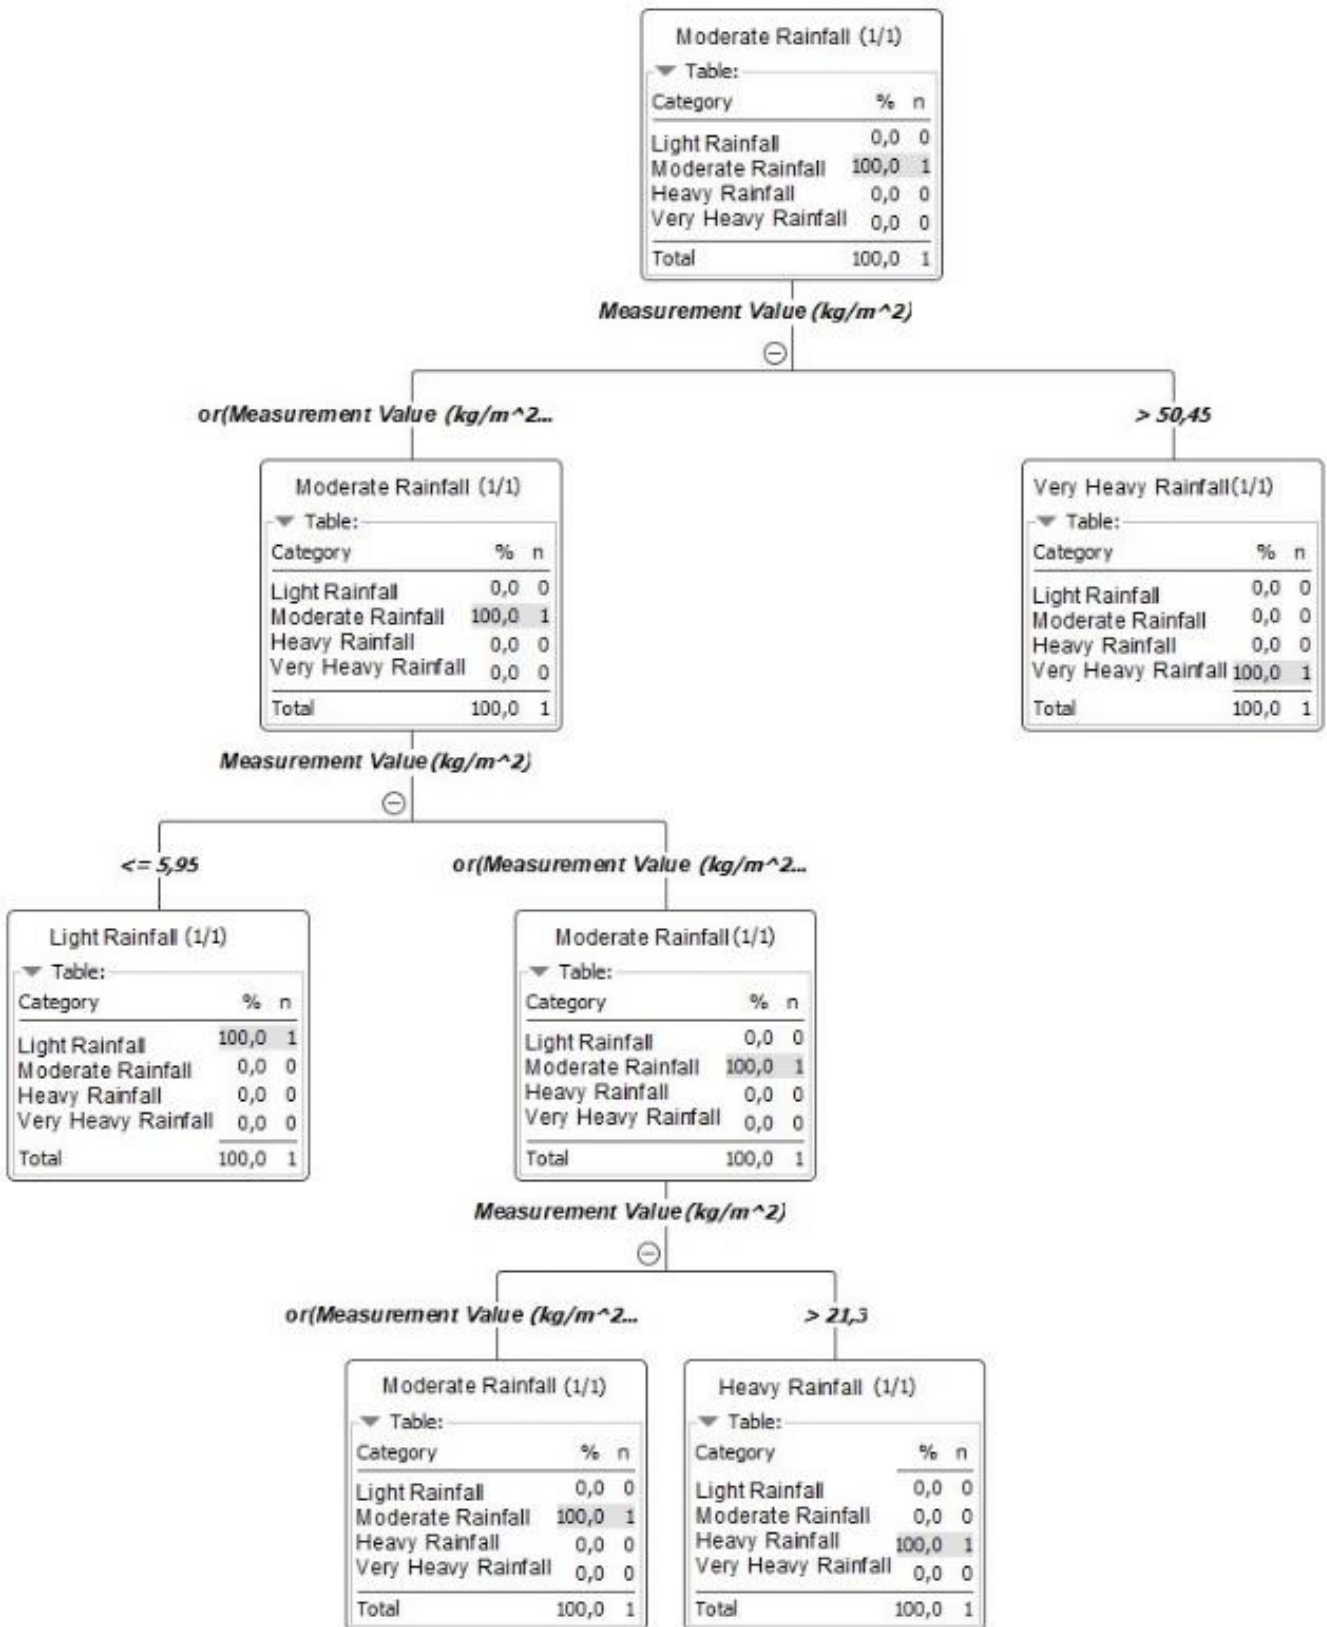 Moderate Rainfall (1/1)
Table:
Category % n
Light Rainfall 0,0 0
Moderate Rainfall 100,0 1
Heavy Rainfall 0,0 0
Very Heavy Rainfall 0,0 0
Total 100,0 1
Measurement Value (kg/m^2)
or(Measurement Value (kg/m^2...
> 50,45
Moderate Rainfall (1/1)
Table:
Category % n
Light Rainfall 0,0 0
Moderate Rainfall 100,0 1
Heavy Rainfall 0,0 0
Very Heavy Rainfall 0,0 0
Total 100,0 1
Very Heavy Rainfall(1/1)
Table:
Category % n
Light Rainfall 0,0 0
Moderate Rainfall 0,0 0
Heavy Rainfall 0,0 0
Very Heavy Rainfall 100,0 1
Total 100,0 1
Measurement Value (kg/m^2)
<= 5,95
or(Measurement Value (kg/m^2...
Light Rainfall (1/1)
Table:
Category % n
Light Rainfall 100,0 1
Moderate Rainfall 0,0 0
Heavy Rainfall 0,0 0
Very Heavy Rainfall 0,0 0
Total 100,0 1
Moderate Rainfall (1/1)
Table:
Category % n
Light Rainfall 0,0 0
Moderate Rainfall 100,0 1
Heavy Rainfall 0,0 0
Very Heavy Rainfall 0,0 0
Total 100,0 1
Measurement Value (kg/m^2)
or(Measurement Value (kg/m^2...
> 21,3
Moderate Rainfall (1/1)
Table:
Category % n
Light Rainfall 0,0 0
Moderate Rainfall 100,0 1
Heavy Rainfall 0,0 0
Very Heavy Rainfall 0,0 0
Total 100,0 1
Heavy Rainfall (1/1)
Table:
Category % n
Light Rainfall 0,0 0
Moderate Rainfall 0,0 0
Heavy Rainfall 100,0 1
Very Heavy Rainfall 0,0 0
Total 100,0 1